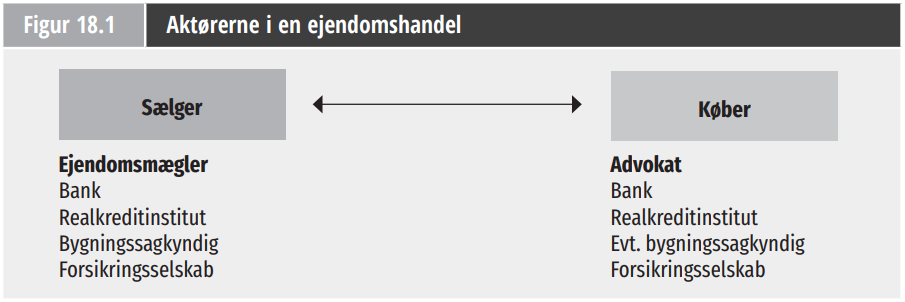 Figur 18.1
Aktørerne i en ejendomshandel
Sælger
Ejendomsmægler
Bank
Realkreditinstitut
Bygningssagkyndig
Forsikringsselskab
Køber
Advokat
Bank
Realkreditinstitut
Evt. bygningssagkyndig
Forsikringsselskab